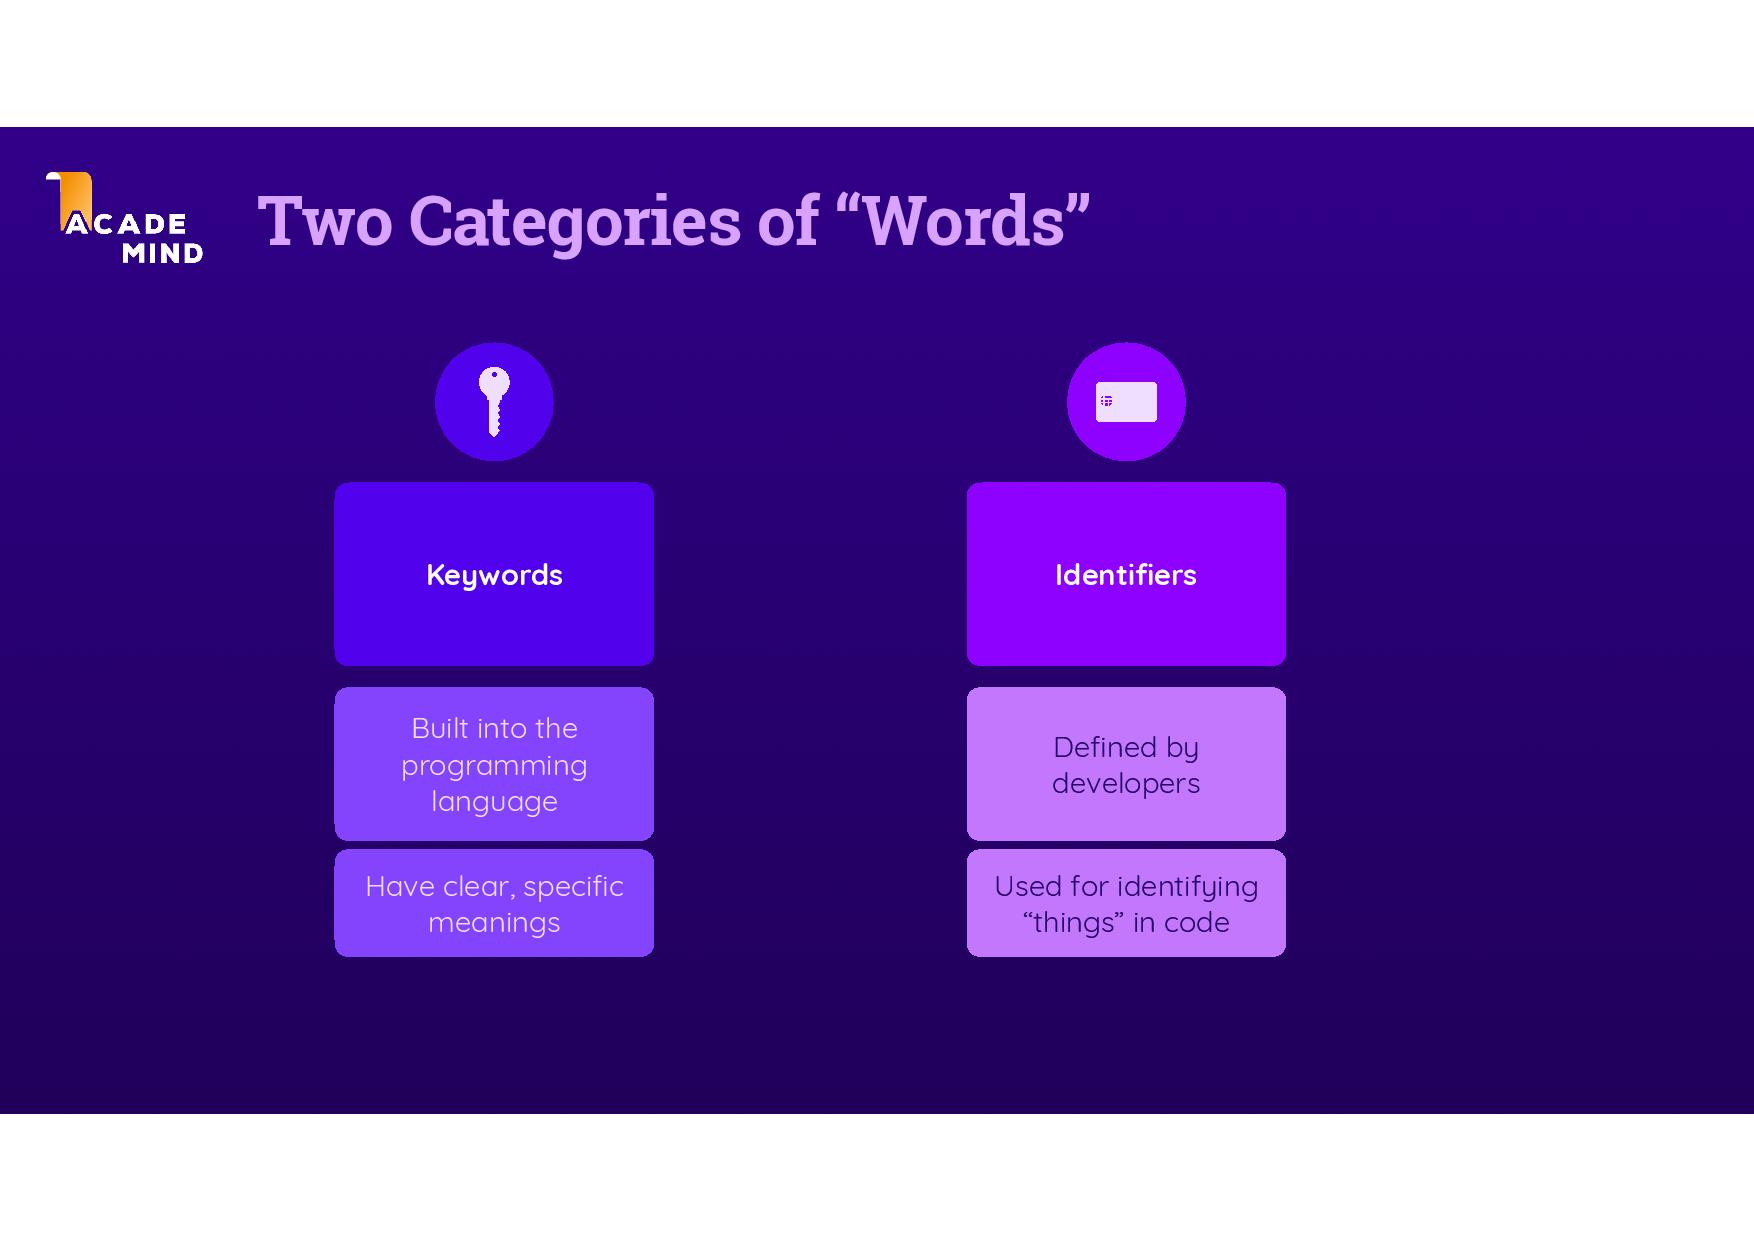 ACADE
MIND
Two Categories of “Words”
Keywords
Built into the
programming
language
Have clear, specific
meanings
Identifiers
Defined by
developers
Used for identifying
“things” in code